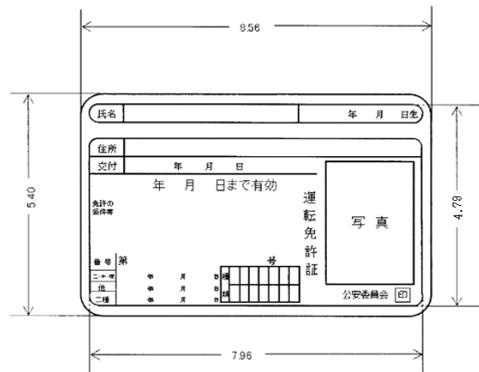 8.56
氏名 年 月 日生
住所
交付 年 月 日
年 月 日まで有効
免許の
条件等
運転免許証
写真
5.40
4.79
番号 第 号
二・小・原 年 月 日
他 年 月 日
二種 年 月 日
種類
公安委員会 印
7.96